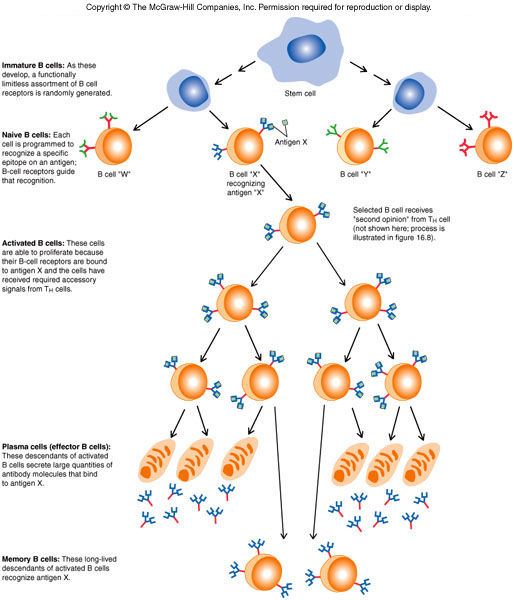 Copyright © The McGraw-Hill Companies, Inc. Permission required for reproduction or display.
Immature B cells: As these
develop, a functionally
limitless assortment of B cell
receptors is randomly generated.
Stem cell
Naive B cells: Each
cell is programmed to
recognize a specific
epitope on an antigen;
B-cell receptors guide
that recognition.
Antigen X
B cell "W"
B cell "X"
recognizing
antigen "X"
B cell "Y"
B cell "Z"
Selected B cell receives
"second opinion" from TH cell
(not shown here; process is
illustrated in figure 16.8).
Activated B cells: These cells
are able to proliferate because
their B-cell receptors are bound
to antigen X and the cells have
received required accessory
signals from TH cells.
Plasma cells (effector B cells):
These descendants of activated
B cells secrete large quantities of
antibody molecules that bind
to antigen X.
Memory B cells: These long-lived
descendants of activated B cells
recognize antigen X.